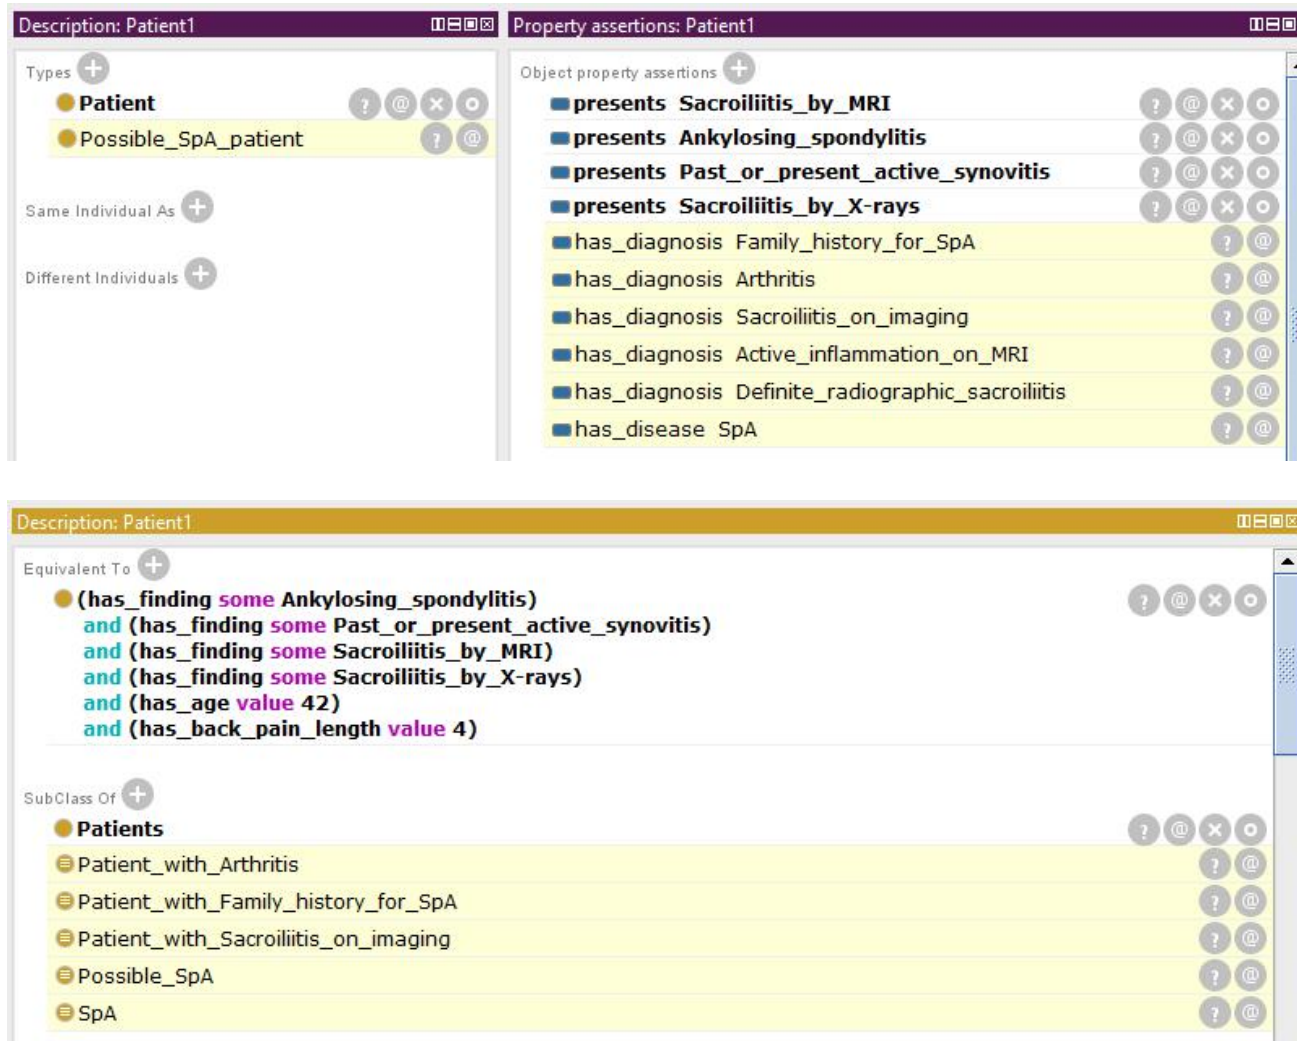 Description: Patient1
Types
Patient
Possible_SpA_patient
Same Individual As
Different Individuals
Property assertions: Patient1
Object property assertions
presents Sacroiliitis_by_MRI
presents Ankylosing_spondylitis
presents Past_or_present_active_synovitis
presents Sacroiliitis_by_X-rays
has_diagnosis Family_history_for_SpA
has_diagnosis Arthritis
has_diagnosis Sacroiliitis_on_imaging
has_diagnosis Active_inflammation_on_MRI
has_diagnosis Definite_radiographic_sacroiliitis
has_disease SpA
Description: Patient1
Equivalent To
(has_finding some Ankylosing_spondylitis)
and (has_finding some Past_or_present_active_synovitis)
and (has_finding some Sacroiliitis_by_MRI)
and (has_finding some Sacroiliitis_by_X-rays)
and (has_age value 42)
and (has_back_pain_length value 4)
SubClass Of
Patients
Patient_with_Arthritis
Patient_with_Family_history_for_SpA
Patient_with_Sacroiliitis_on_imaging
Possible_SpA
SpA